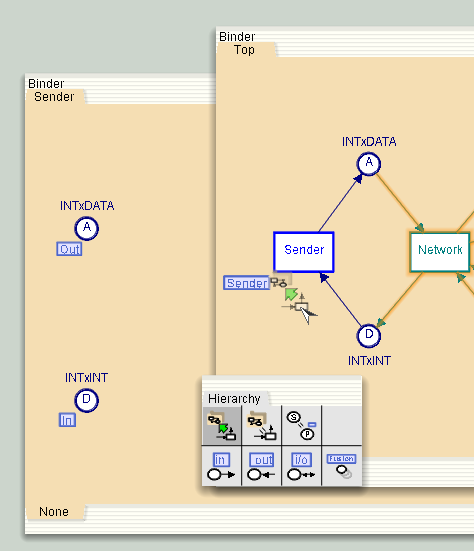 Binder
Sender
INTxDATA
A
Out
INTxINT
D
In
None
Binder
Top
INTxDATA
A
Sender
Network
Sender
D
INTxINT
Hierarchy
S
P
in
out
i/o
Fusion